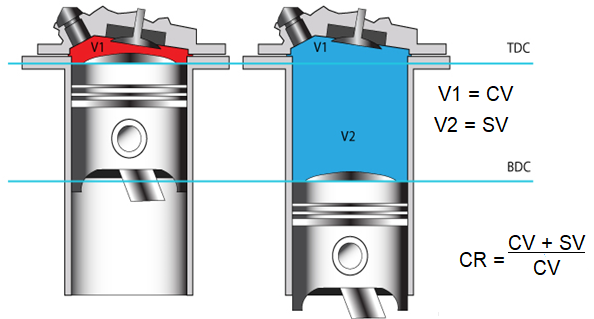 V1
V1
TDC
V1 = CV
V2 = SV
V2
BDC
CR = CV + SV
CV